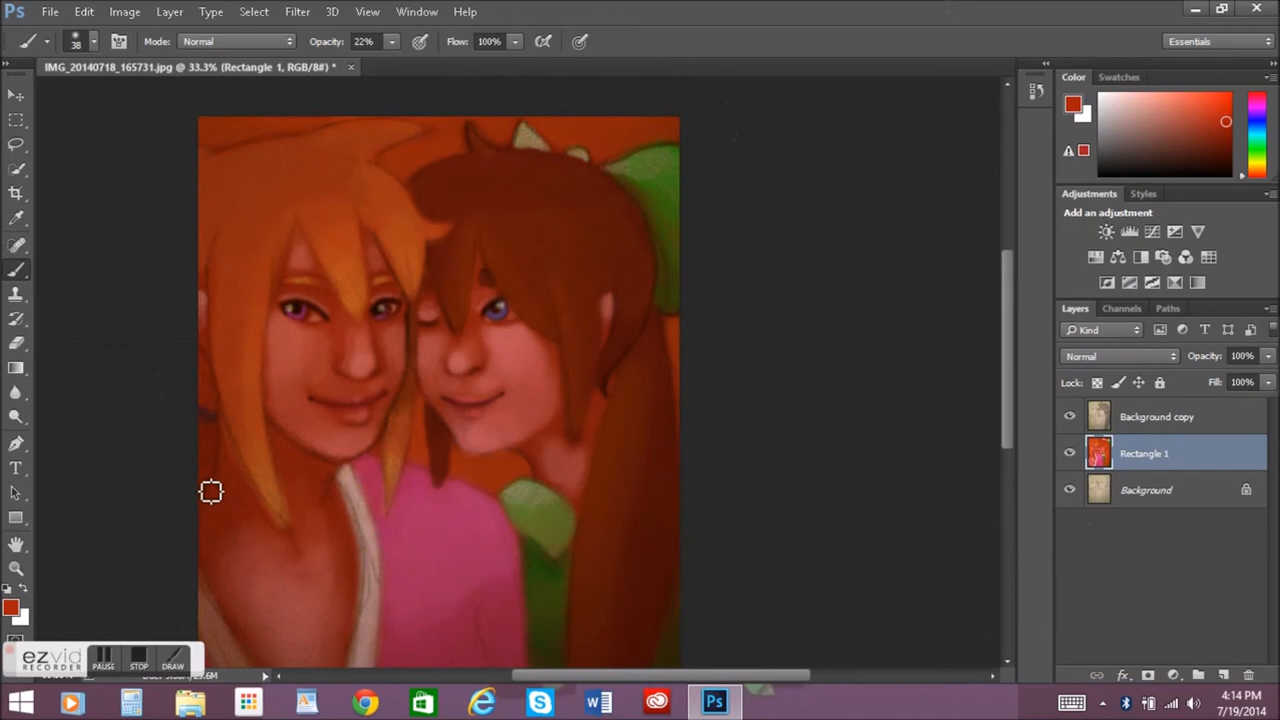 Ps File Edit Image Layer Type Select Filter 3D View Window Help
38 Mode: Normal Opacity: 22% Flow: 100% Essentials
IMG_20140718_165731.jpg @ 33.3% (Rectangle 1, RGB/8#) *
Color Swatches
Adjustments Styles
Add an adjustment
Layers Channels Paths
Kind
Normal Opacity: 100%
Lock: Fill: 100%
Background copy
Rectangle 1
Background
ezvid
RECORDER
PAUSE STOP DRAW
4:14 PM
7/19/2014